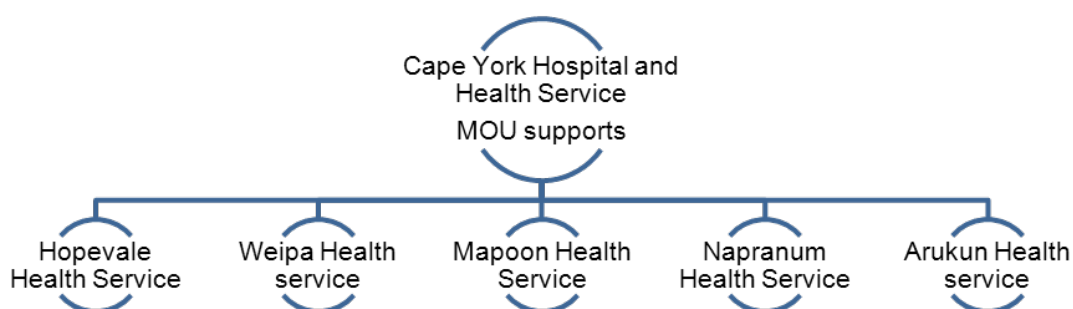 Cape York Hospital and
Health Service
MOU supports
Hopevale
Health Service
Weipa Health
service
Mapoon Health
Service
Napranum
Health Service
Arukun Health
service